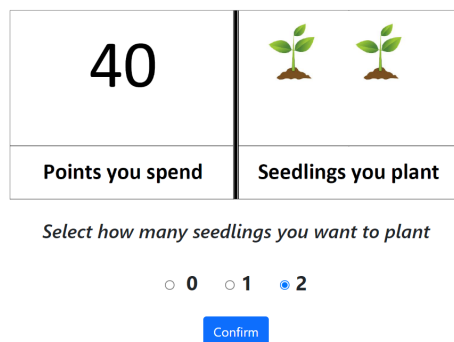 40
Points you spend Seedlings you plant
Select how many seedlings you want to plant
0 1 2
Confirm